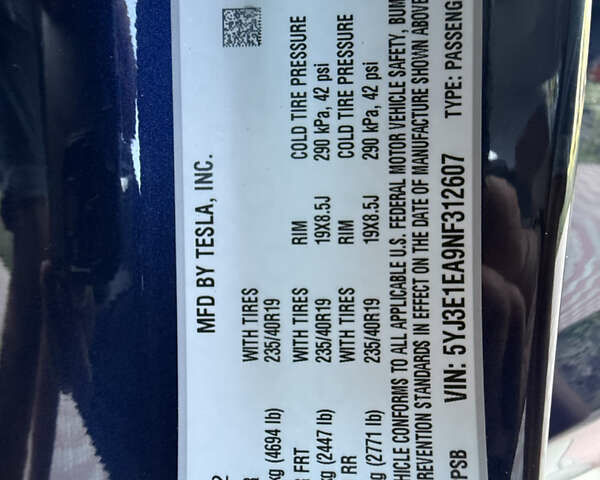 MFD BY TESLA, INC.
WITH TIRES RIM COLD TIRE PRESSURE
(4694 lb) 235/40R19 19X8.5J 290 kPa, 42 psi
FRT WITH TIRES RIM COLD TIRE PRESSURE
(2447 lb) 235/40R19 19X8.5J 290 kPa, 42 psi
RR WITH TIRES
kg (2771 lb) 235/40R19
HICLE CONFORMS TO ALL APPLICABLE U.S. FEDERAL MOTOR VEHICLE SAFETY, BUM
REVENTION STANDARDS IN EFFECT ON THE DATE OF MANUFACTURE SHOWN ABOVE
PSB VIN: 5YJ3E1EA9NF312607 TYPE: PASSENG